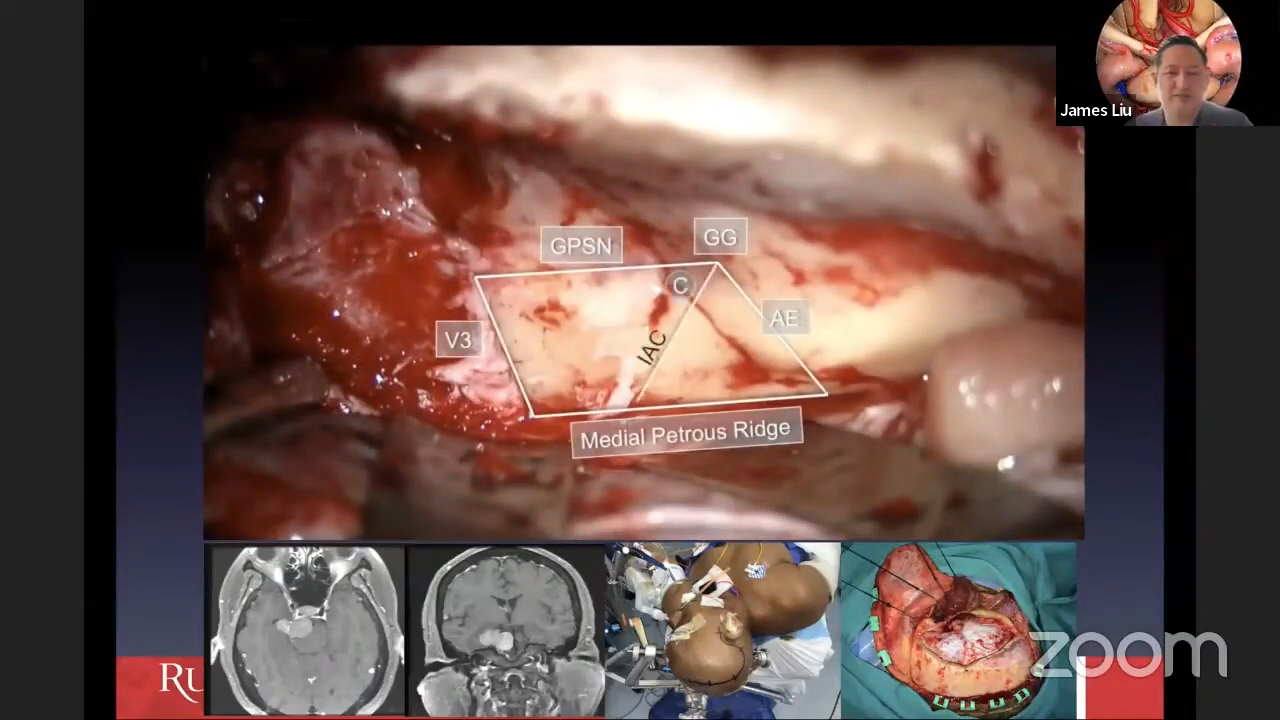 James Liu
GPSN
GG
C
V3
IAC
AE
Medial Petrous Ridge
Ru
zoom